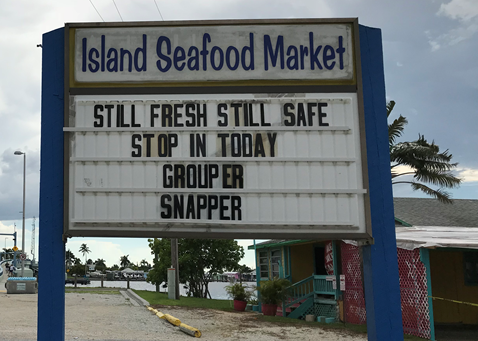 Island Seafood Market
STILL FRESH STILL SAFE
STOP IN TODAY
GROUPER
SNAPPER